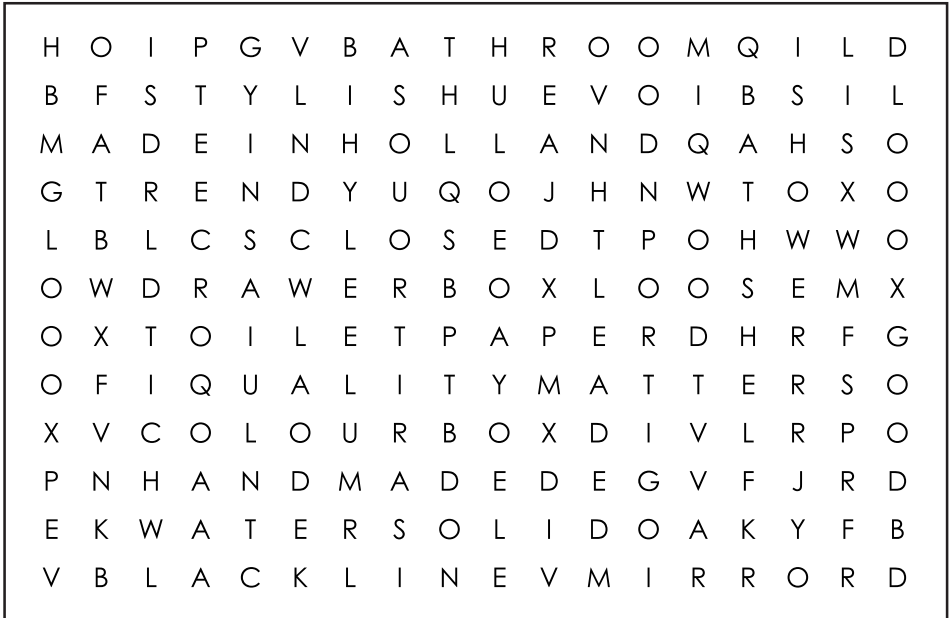 H O I P G V B A T H R O O M Q I L D
B F S T Y L I S H U E V O I B S I L
M A D E I N H O L L A N D Q A H S O
G T R E N D Y U Q O J H N W T O X O
L B L C S C L O S E D T P O H W W O
O W D R A W E R B O X L O O S E M X
O X T O I L E T P A P E R D H R F G
O F I Q U A L I T Y M A T T E R S O
X V C O L O U R B O X D I V L R P O
P N H A N D M A D E D E G V F J R D
E K W A T E R S O L I D O A K Y F B
V B L A C K L I N E V M I R R O R D